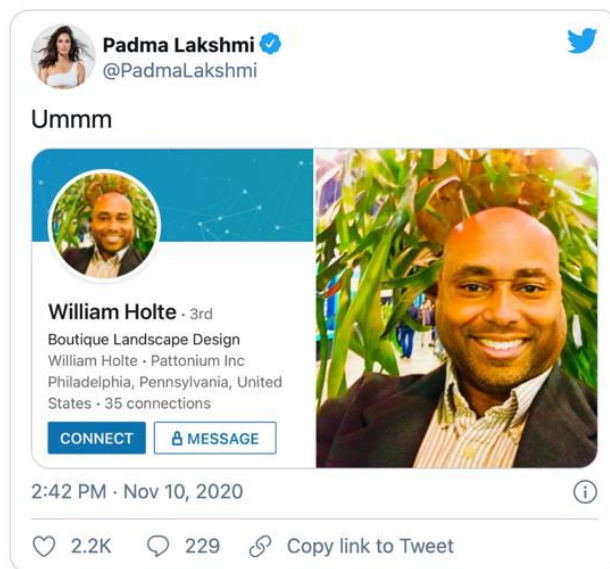 Padma Lakshmi
@PadmaLakshmi
Ummm
William Holte · 3rd
Boutique Landscape Design
William Holte · Pattonium Inc
Philadelphia, Pennsylvania, United
States · 35 connections
CONNECT
MESSAGE
2:42 PM · Nov 10, 2020
2.2K
229
Copy link to Tweet